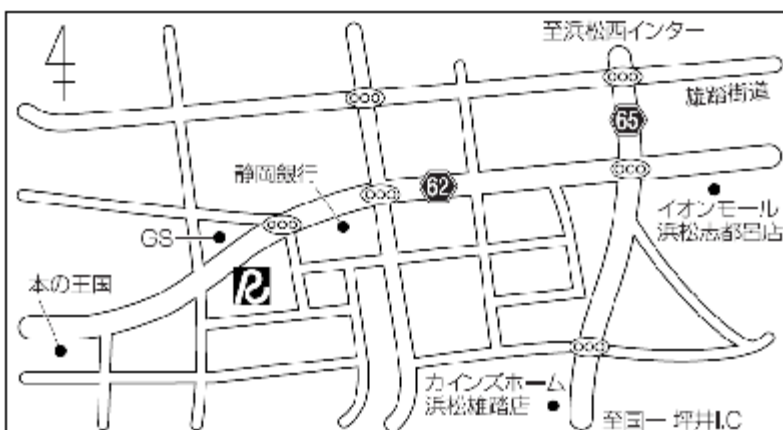 至浜松西インター
雄踏街道
65
62
静岡銀行
GS
イオンモール
浜松志都呂店
本の王国
R
カインズホーム
浜松雄踏店
至国一 坪井I.C